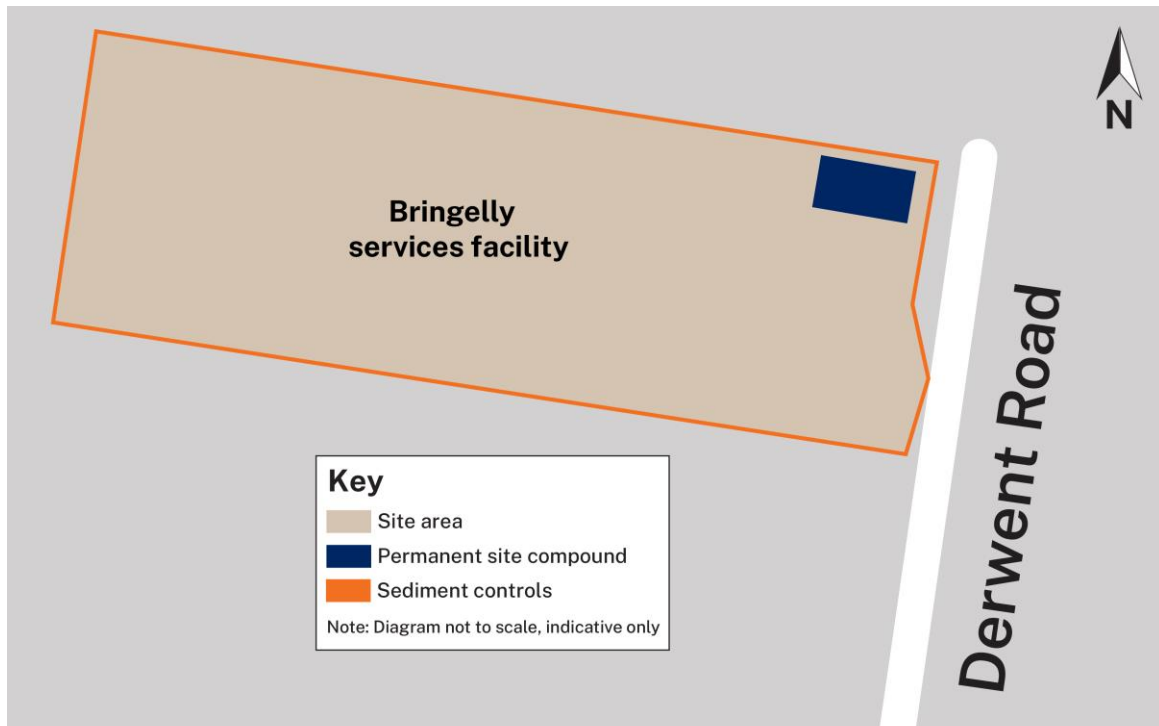 Bringelly
services facility
N
Derwent Road
Key
Site area
Permanent site compound
Sediment controls
Note: Diagram not to scale, indicative only